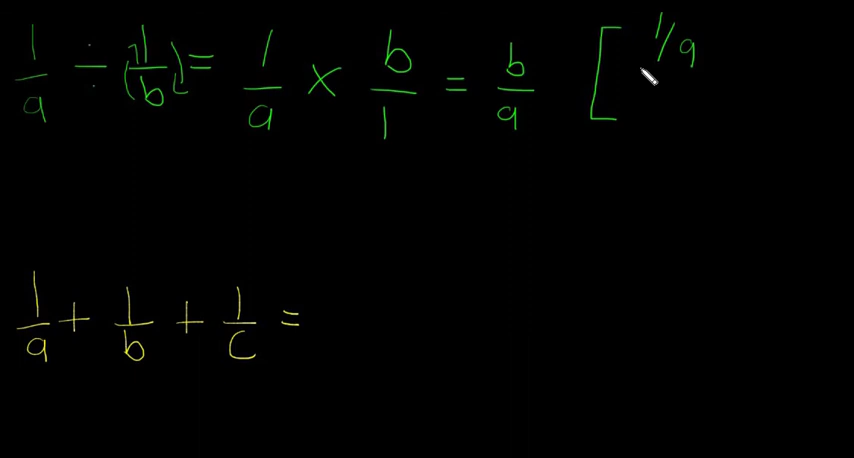 1/a ÷ (1/b) = 1/a × b/1 = b/a [ 1/a
1/a + 1/b + 1/c =